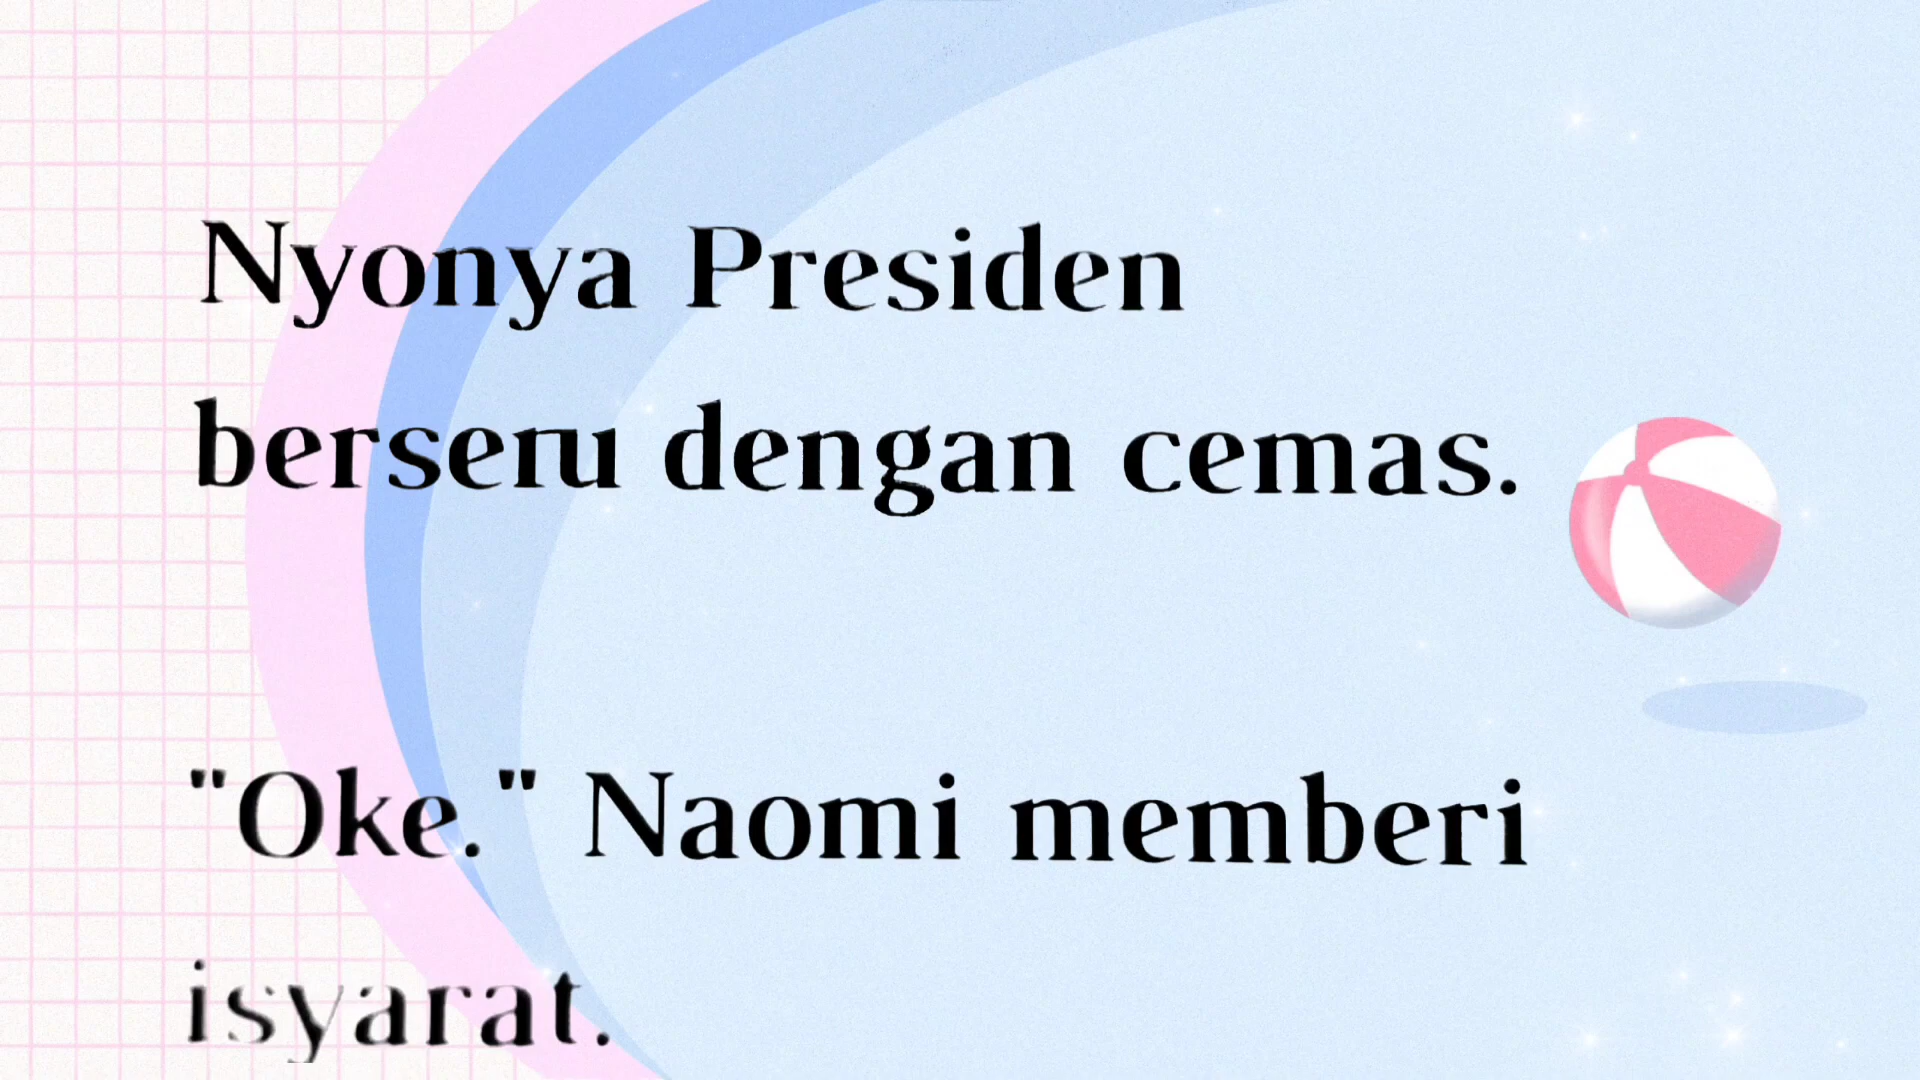 Nyonya Presiden
berseru dengan cemas.
"Oke." Naomi memberi
isyarat.